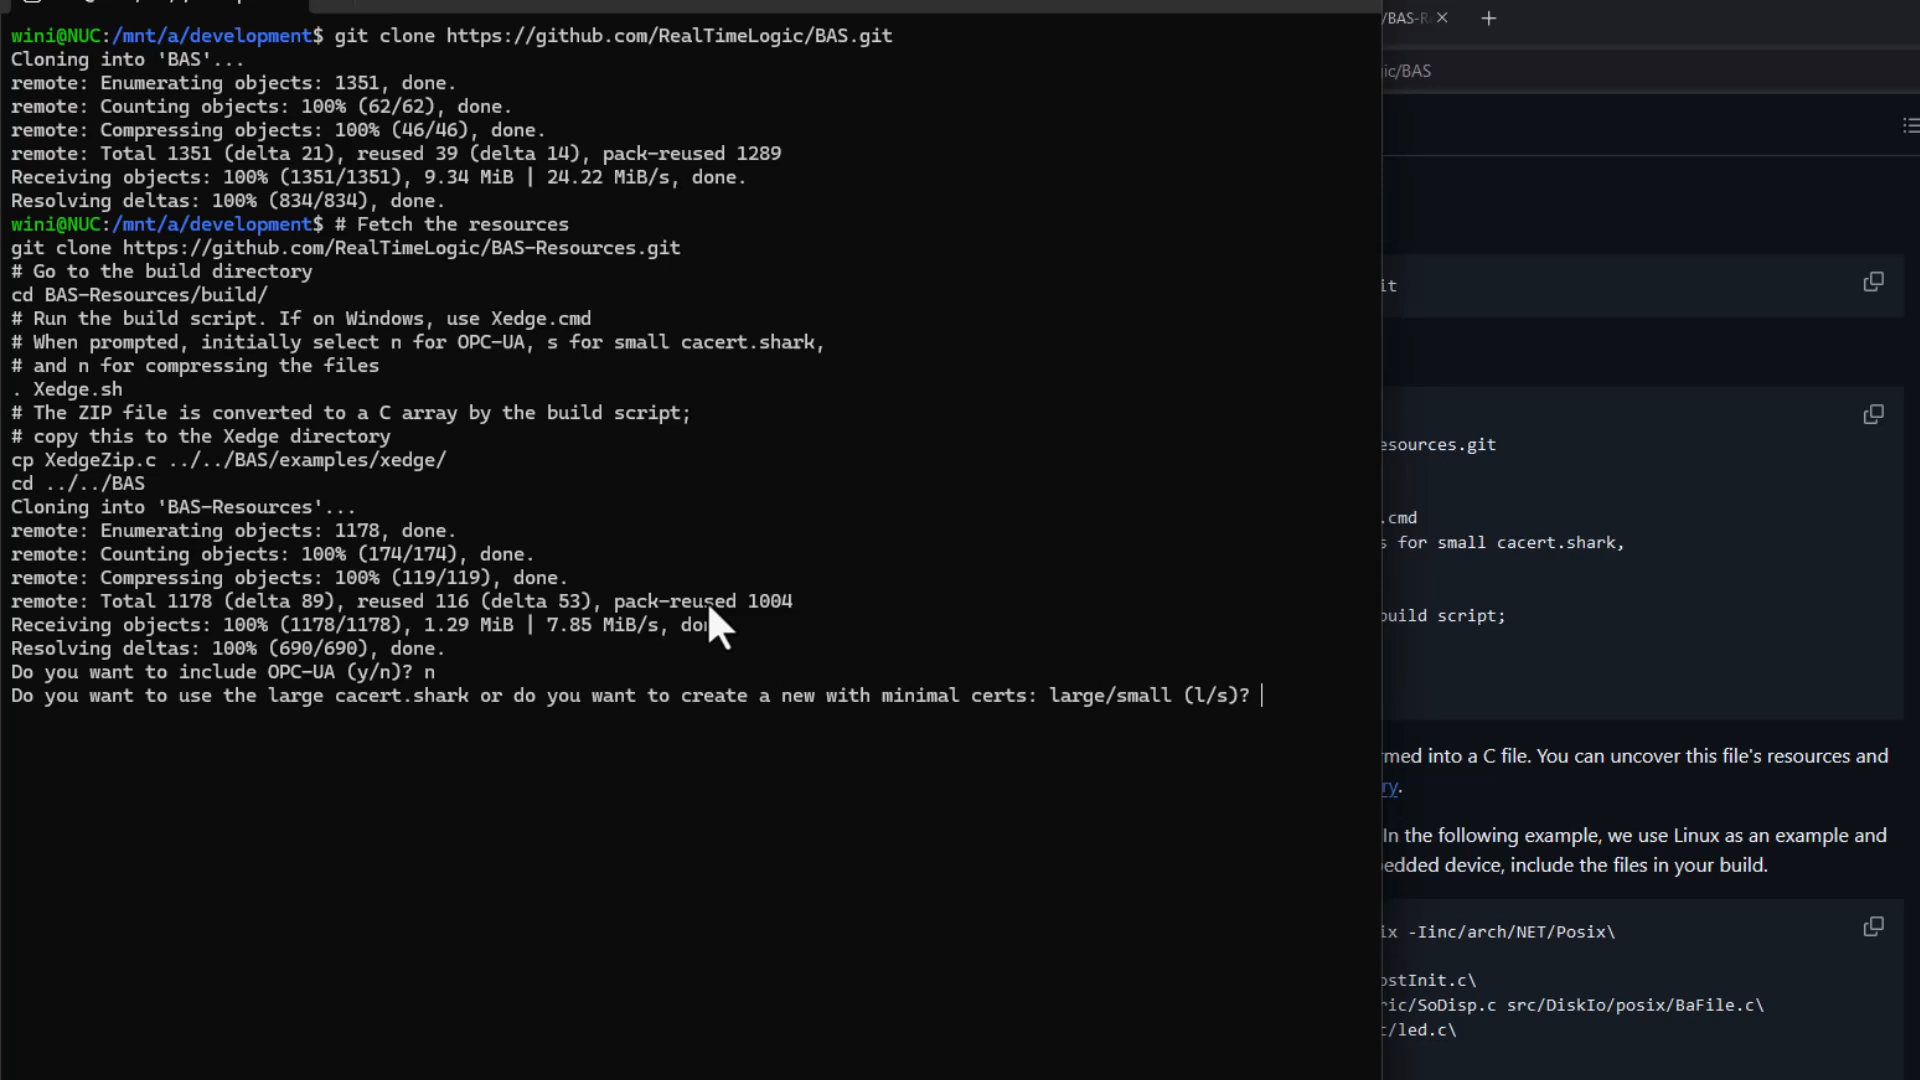 wini@NUC:/mnt/a/development$ git clone https://github.com/RealTimeLogic/BAS.git
Cloning into 'BAS'...
remote: Enumerating objects: 1351, done.
remote: Counting objects: 100% (62/62), done.
remote: Compressing objects: 100% (46/46), done.
remote: Total 1351 (delta 21), reused 39 (delta 14), pack-reused 1289
Receiving objects: 100% (1351/1351), 9.34 MiB | 24.22 MiB/s, done.
Resolving deltas: 100% (834/834), done.
wini@NUC:/mnt/a/development$ # Fetch the resources
git clone https://github.com/RealTimeLogic/BAS-Resources.git
# Go to the build directory
cd BAS-Resources/build/
# Run the build script. If on Windows, use Xedge.cmd
# When prompted, initially select n for OPC-UA, s for small cacert.shark,
# and n for compressing the files
. Xedge.sh
# The ZIP file is converted to a C array by the build script;
# copy this to the Xedge directory
cp XedgeZip.c ../../BAS/examples/xedge/
cd ../../BAS
Cloning into 'BAS-Resources'...
remote: Enumerating objects: 1178, done.
remote: Counting objects: 100% (174/174), done.
remote: Compressing objects: 100% (119/119), done.
remote: Total 1178 (delta 89), reused 116 (delta 53), pack-reused 1004
Receiving objects: 100% (1178/1178), 1.29 MiB | 7.85 MiB/s, do
Resolving deltas: 100% (690/690), done.
Do you want to include OPC-UA (y/n)? n
Do you want to use the large cacert.shark or do you want to create a new with minimal certs: large/small (l/s)?
/BAS-R
ic/BAS
it
esources.git
.cmd
s for small cacert.shark,
build script;
rmed into a C file. You can uncover this file's resources and
ry.
In the following example, we use Linux as an example and
edded device, include the files in your build.
ix -Iinc/arch/NET/Posix\
ostInit.c\
ric/SoDisp.c src/DiskIo/posix/BaFile.c\
c/led.c\